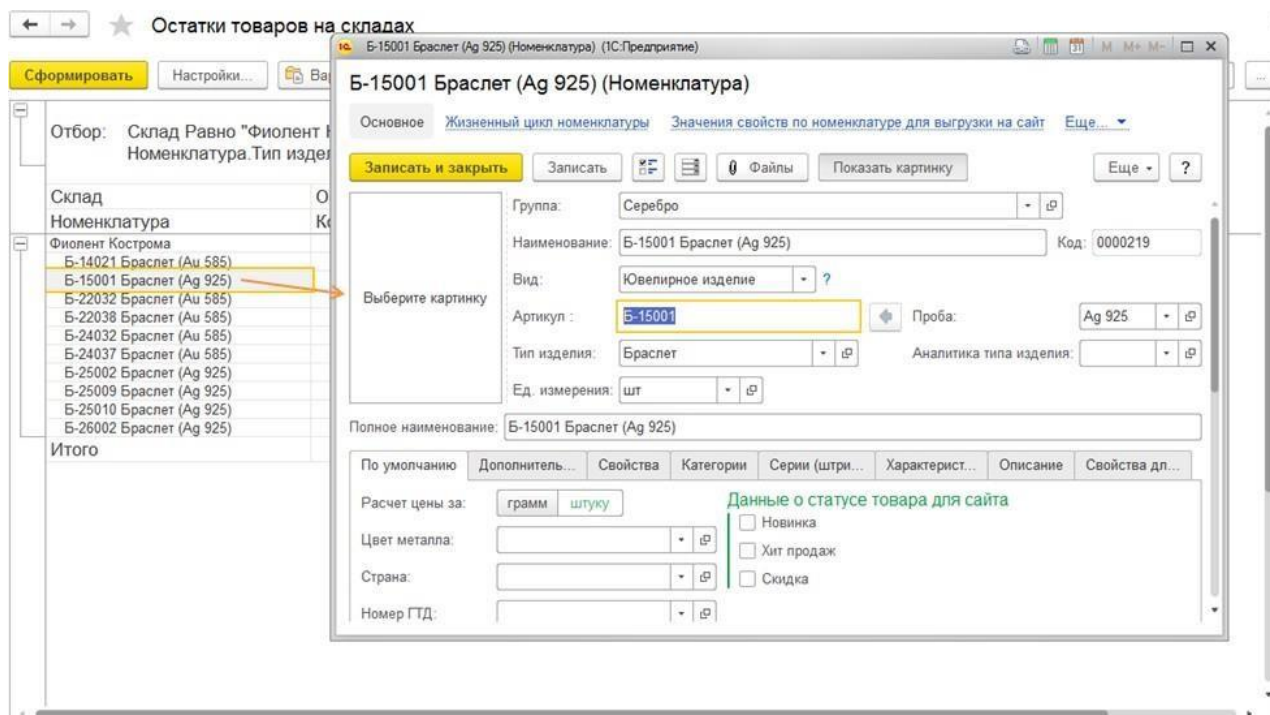 Остатки товаров на складах
Сформировать Настройки... Вар
Отбор: Склад Равно "Фиолент
Номенклатура.Тип издел
Склад
Номенклатура
Фиолент Кострома
Б-14021 Браслет (Au 585)
Б-15001 Браслет (Ag 925)
Б-22032 Браслет (Au 585)
Б-22038 Браслет (Au 585)
Б-24032 Браслет (Au 585)
Б-24037 Браслет (Au 585)
Б-25002 Браслет (Ag 925)
Б-25009 Браслет (Ag 925)
Б-25010 Браслет (Ag 925)
Б-26002 Браслет (Ag 925)
Итого
Б-15001 Браслет (Ag 925) (Номенклатура) (1С:Предприятие) M M+ M-
Б-15001 Браслет (Ag 925) (Номенклатура)
Основное Жизненный цикл номенклатуры Значения свойств по номенклатуре для выгрузки на сайт Еще...
Записать и закрыть Записать Файлы Показать картинку Еще ?
Выберите картинку
Группа: Серебро
Наименование: Б-15001 Браслет (Ag 925) Код: 0000219
Вид: Ювелирное изделие ?
Артикул : Б-15001 Проба: Ag 925
Тип изделия: Браслет Аналитика типа изделия:
Ед. измерения: шт
Полное наименование: Б-15001 Браслет (Ag 925)
По умолчанию Дополнитель... Свойства Категории Серии (штри... Характерист... Описание Свойства дл...
Расчет цены за: грамм штуку Данные о статусе товара для сайта
Новинка
Цвет металла:
Хит продаж
Страна: Скидка
Номер ГТД: